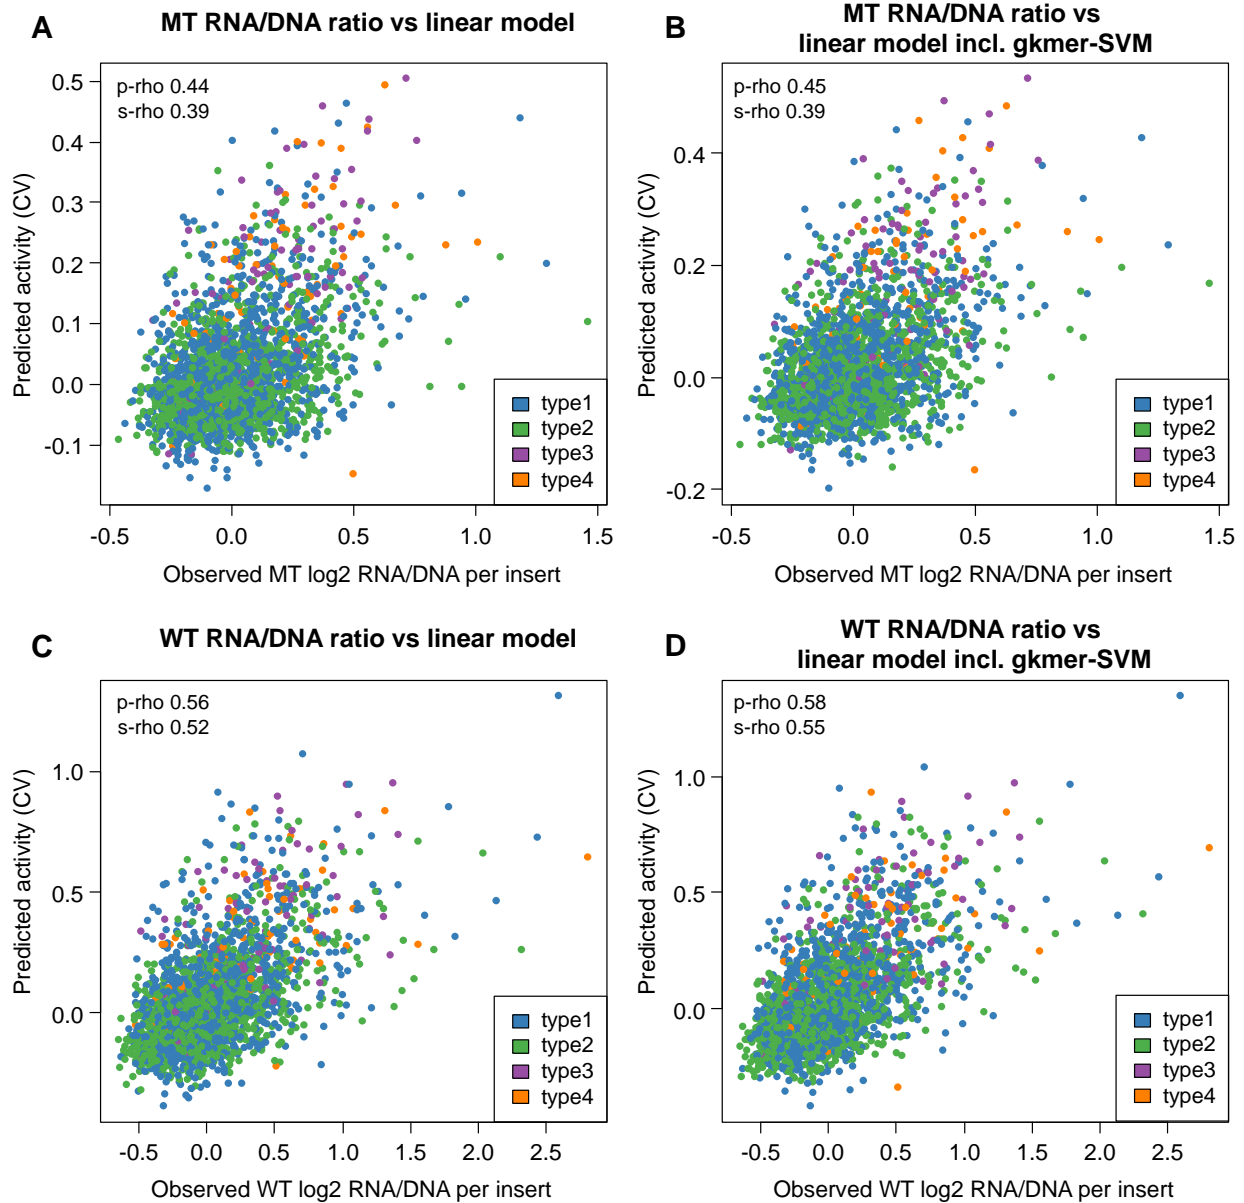 A
MT RNA/DNA ratio vs linear model
p-rho 0.44
s-rho 0.39
0.5
0.4
0.3
0.2
0.1
0.0
-0.1
Predicted activity (CV)
type1
type2
type3
type4
-0.5 0.0 0.5 1.0 1.5
Observed MT log2 RNA/DNA per insert
B
MT RNA/DNA ratio vs
linear model incl. gkmer-SVM
p-rho 0.45
s-rho 0.39
0.4
0.2
0.0
-0.2
Predicted activity (CV)
type1
type2
type3
type4
-0.5 0.0 0.5 1.0 1.5
Observed MT log2 RNA/DNA per insert
C
WT RNA/DNA ratio vs linear model
p-rho 0.56
s-rho 0.52
1.0
0.5
0.0
Predicted activity (CV)
type1
type2
type3
type4
-0.5 0.0 0.5 1.0 1.5 2.0 2.5
Observed WT log2 RNA/DNA per insert
D
WT RNA/DNA ratio vs
linear model incl. gkmer-SVM
p-rho 0.58
s-rho 0.55
1.0
0.5
0.0
Predicted activity (CV)
type1
type2
type3
type4
-0.5 0.0 0.5 1.0 1.5 2.0 2.5
Observed WT log2 RNA/DNA per insert